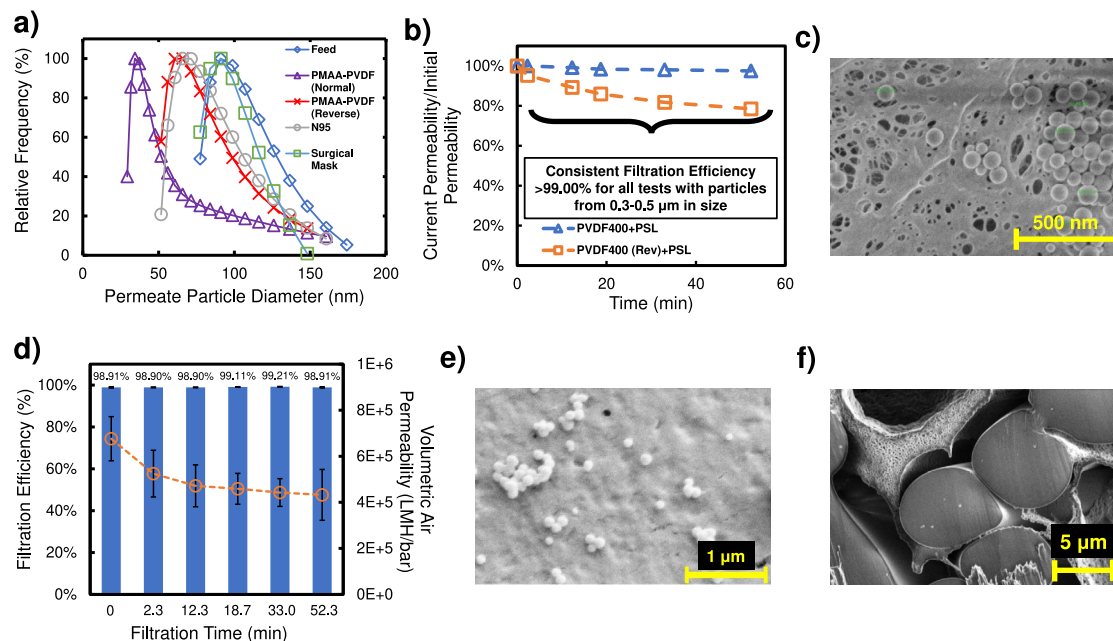 a)
Relative Frequency (%)
120
100
80
60
40
20
0
0
50
100
150
200
Permeate Particle Diameter (nm)
Feed
PMAA-PVDF
(Normal)
PMAA-PVDF
(Reverse)
N95
Surgical
Mask
b)
Current Permeability/Initial
Permeability
100%
80%
60%
40%
20%
0%
0
20
40
60
Time (min)
Consistent Filtration Efficiency
>99.00% for all tests with particles
from 0.3-0.5 μm in size
PVDF400+PSL
PVDF400 (Rev)+PSL
c)
500 nm
d)
Filtration Efficiency (%)
100%
80%
60%
40%
20%
0%
98.91% 98.90% 98.90% 99.11% 99.21% 98.91%
1E+6
8E+5
6E+5
4E+5
2E+5
0E+0
Volumetric Air
Permeability (LMH/bar)
0 2.3 12.3 18.7 33.0 52.3
Filtration Time (min)
e)
1 μm
f)
5 μm